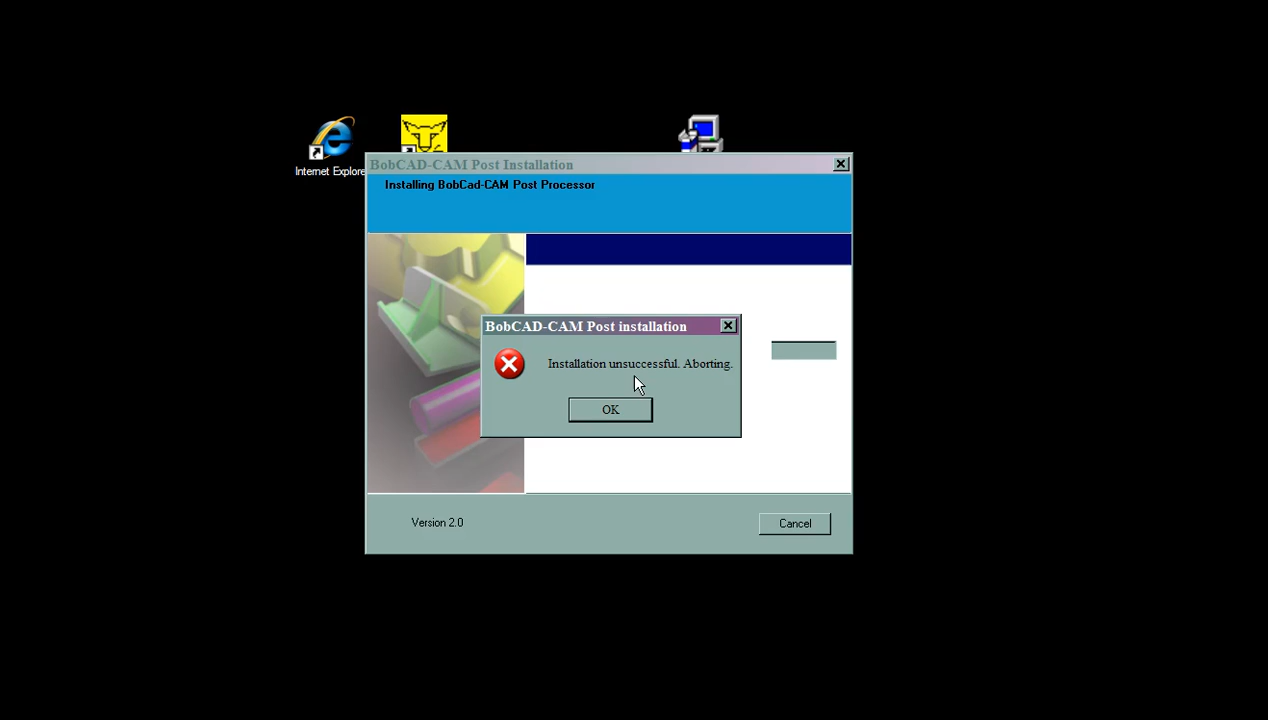 Internet Explore
BobCAD-CAM Post Installation
Installing BobCad-CAM Post Processor
BobCAD-CAM Post installation
Installation unsuccessful. Aborting.
OK
Version 2.0
Cancel